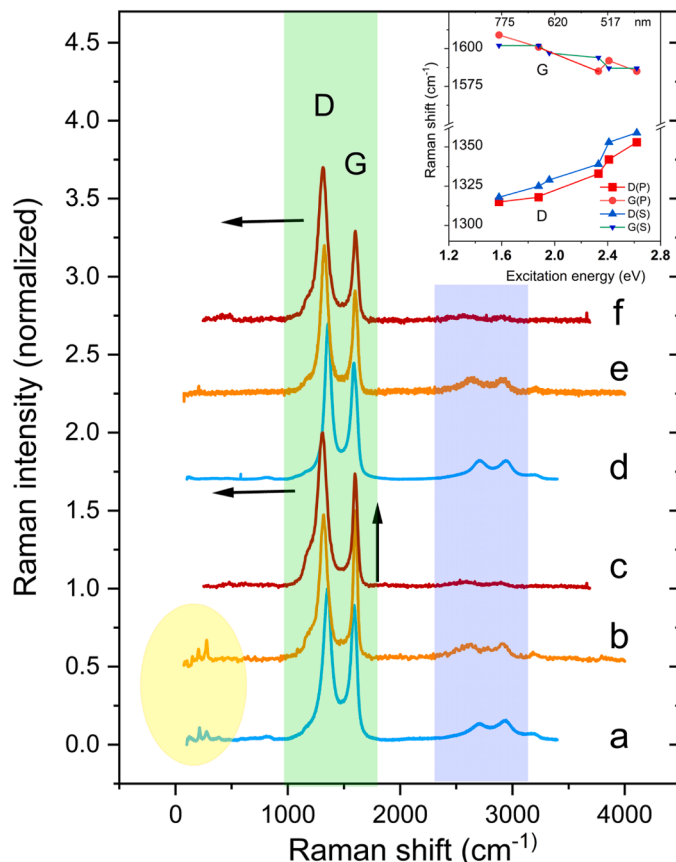 775 620 517 nm
1600
1575
G
1350
1325
1300
D
D(P)
G(P)
D(S)
G(S)
1.2 1.6 2.0 2.4 2.8
Excitation energy (eV)
Raman shift (cm-1)
4.5
4.0
3.5
3.0
2.5
2.0
1.5
1.0
0.5
0.0
Raman intensity (normalized)
D
G
f
e
d
c
b
a
0 1000 2000 3000 4000
Raman shift (cm-1)